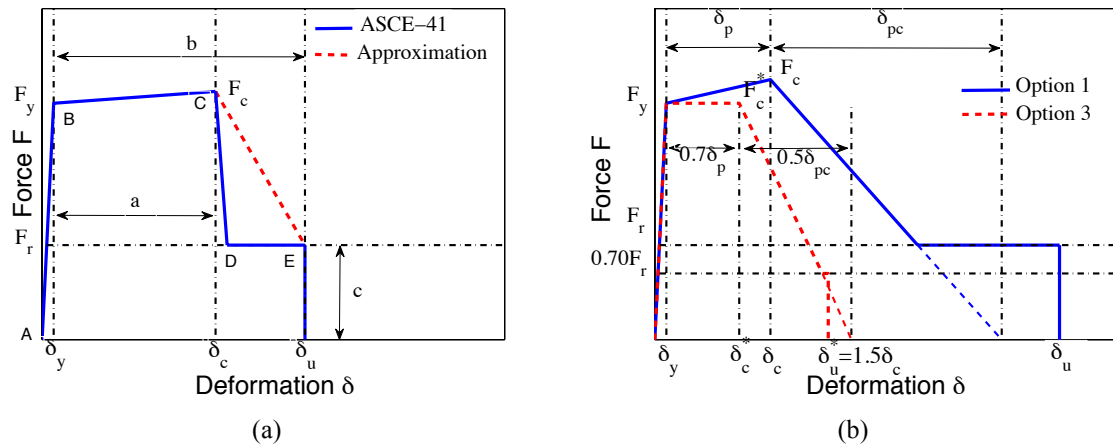 b
ASCE−41
Approximation
F_y
B
C
F_c
a
F_r
D
E
c
A
δ_y
δ_c
δ_u
Force F
Deformation δ
(a)
δ_p
δ_pc
F_c
F_c^*
F_y
Option 1
Option 3
0.7δ_p
0.5δ_pc
F_r
0.70F_r
δ_y
δ_c^*
δ_c
δ_u^*=1.5δ_c
δ_u
Force F
Deformation δ
(b)